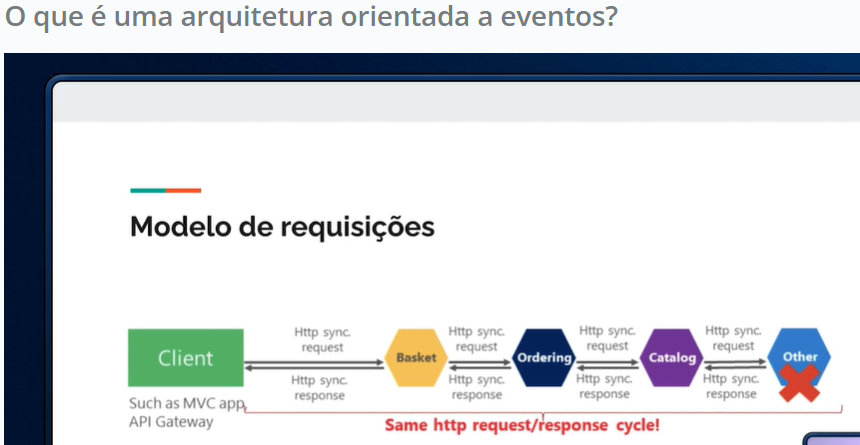 O que é uma arquitetura orientada a eventos?
Modelo de requisições
Http sync.
request
Http sync.
request
Http sync.
request
Http sync.
request
Client
Basket
Ordering
Catalog
Other
Http sync.
response
Http sync.
response
Http sync.
response
Http sync.
response
Such as MVC app,
API Gateway
Same http request/response cycle!